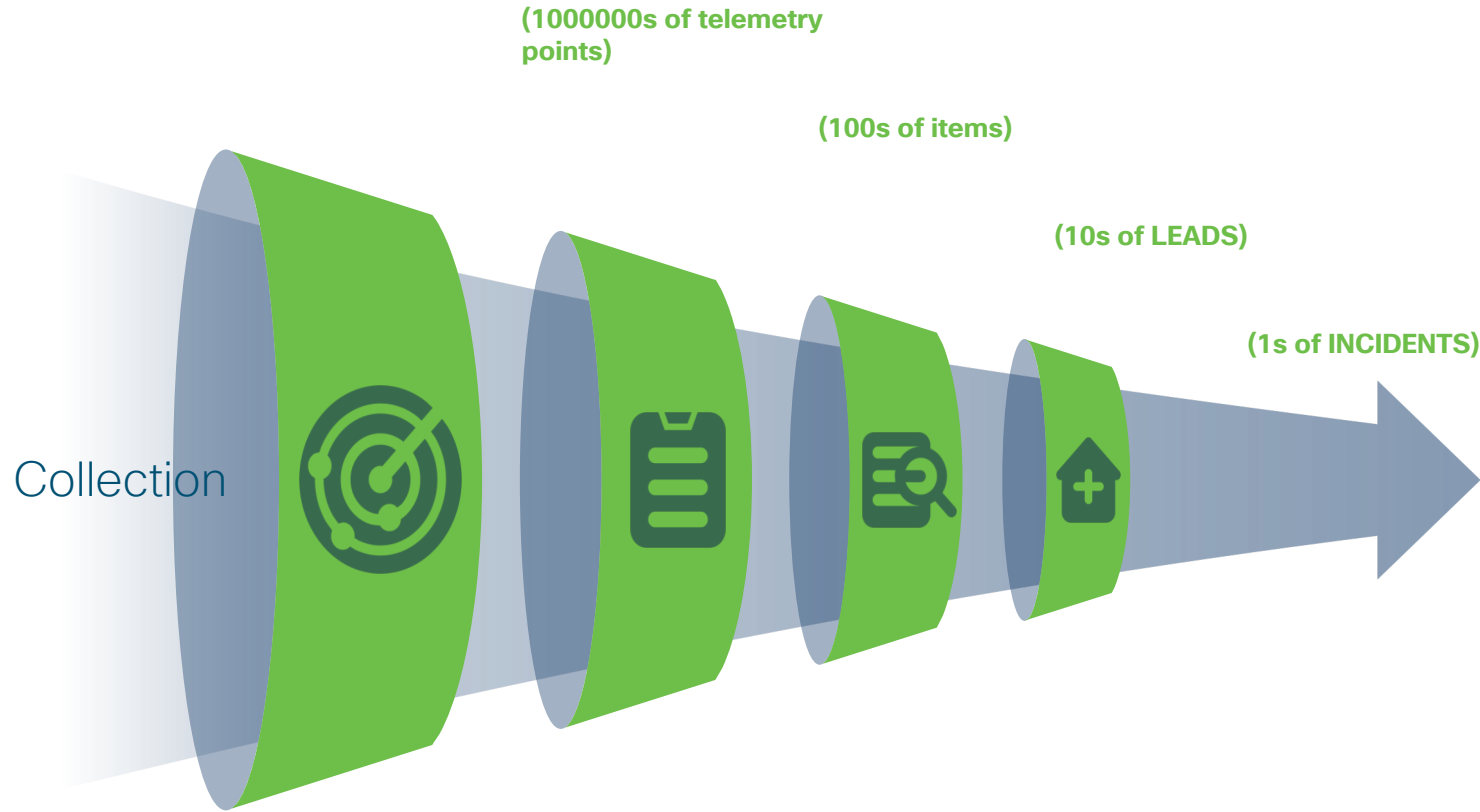 (1000000s of telemetry
points)
(100s of items)
(10s of LEADS)
(1s of INCIDENTS)
Collection